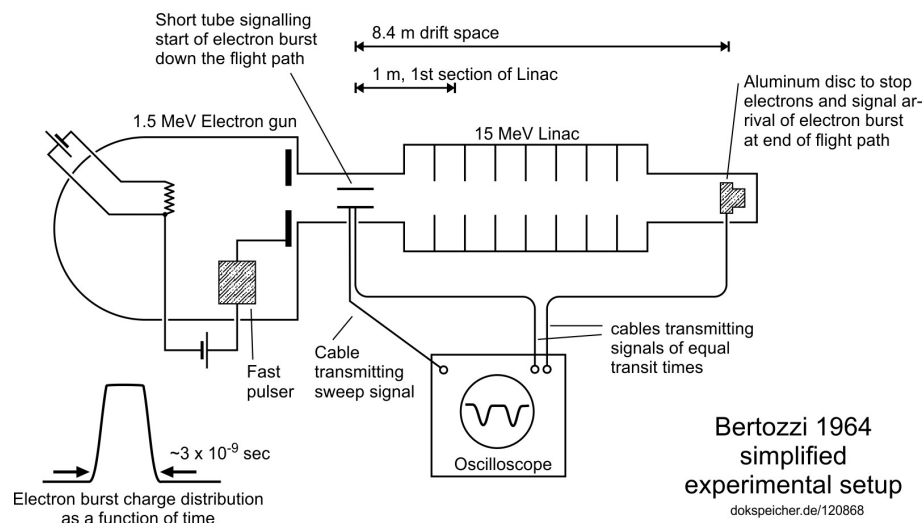 Short tube signalling
start of electron burst
down the flight path
8.4 m drift space
1 m, 1st section of Linac
Aluminum disc to stop
electrons and signal ar-
rival of electron burst
at end of flight path
1.5 MeV Electron gun
15 MeV Linac
Fast
pulser
Cable
transmitting
sweep signal
cables transmitting
signals of equal
transit times
Oscilloscope
~3 x 10⁻⁹ sec
Electron burst charge distribution
as a function of time
Bertozzi 1964
simplified
experimental setup
dokspeicher.de/120868